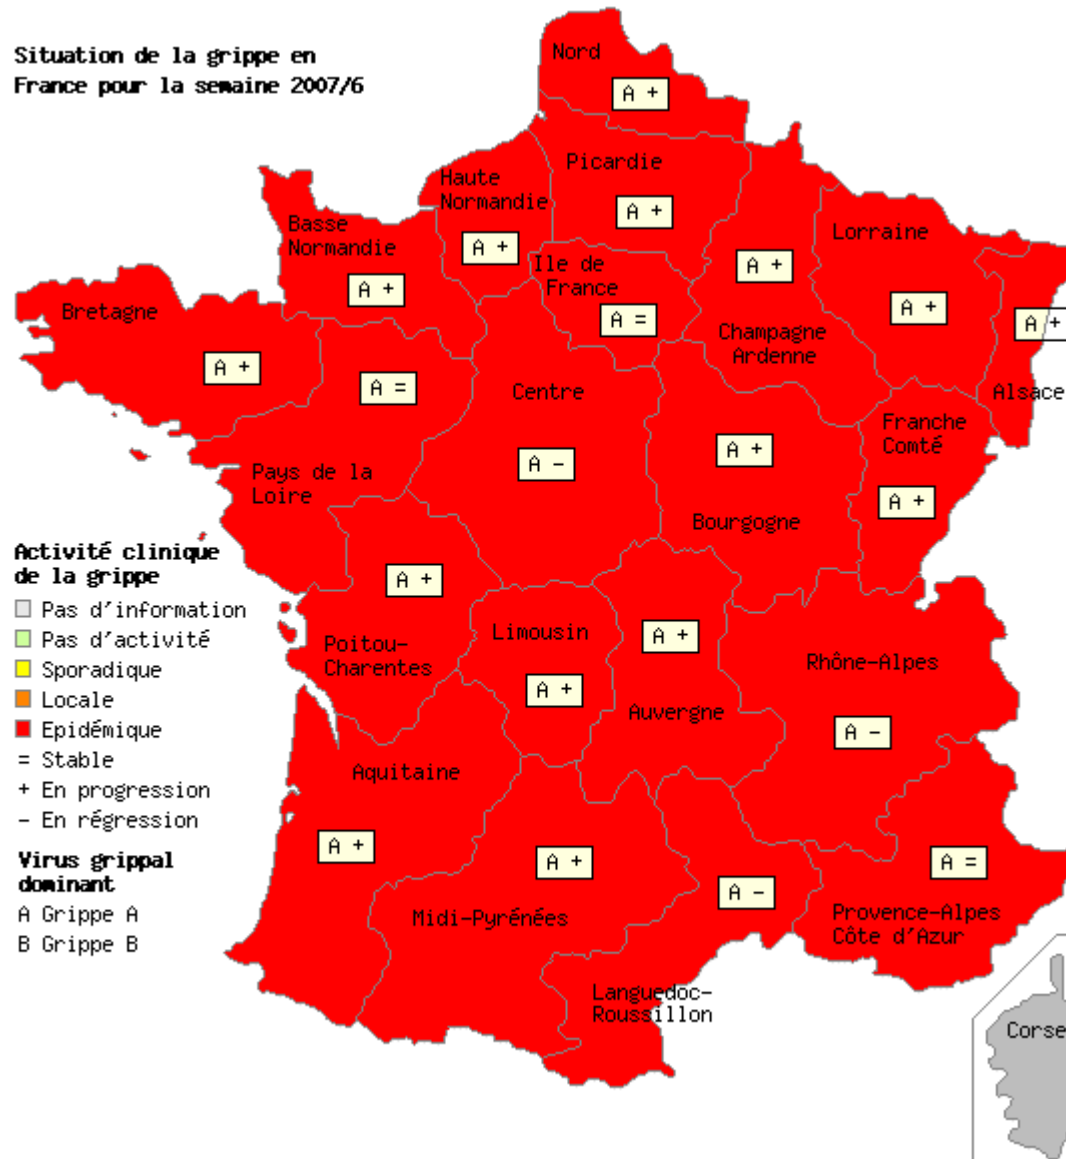 Situation de la grippe en
France pour la semaine 2007/6
Nord
A +
Picardie
A +
Haute
Normandie
A +
Basse
Normandie
A +
Ile de
France
A =
A +
Champagne
Ardenne
Lorraine
A +
A +
Alsace
Bretagne
A +
A =
Pays de la
Loire
Centre
A -
A +
Bourgogne
Franche
Comté
A +
A +
Poitou-
Charentes
Limousin
A +
A +
Auvergne
Rhône-Alpes
A -
Aquitaine
A +
A +
Midi-Pyrénées
A -
Languedoc-
Roussillon
A =
Provence-Alpes
Côte d'Azur
Corse
Activité clinique
de la grippe
Pas d'information
Pas d'activité
Sporadique
Locale
Epidémique
= Stable
+ En progression
- En régression
Virus grippal
dominant
A Grippe A
B Grippe B